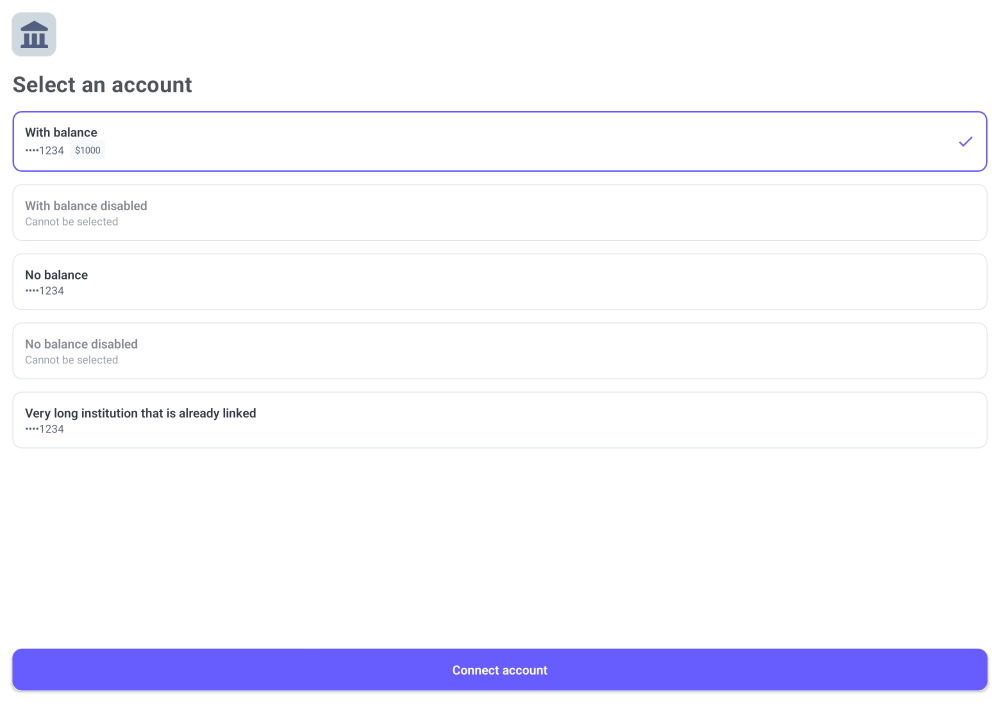 Select an account
With balance
••••1234 $1000
With balance disabled
Cannot be selected
No balance
••••1234
No balance disabled
Cannot be selected
Very long institution that is already linked
••••1234
Connect account